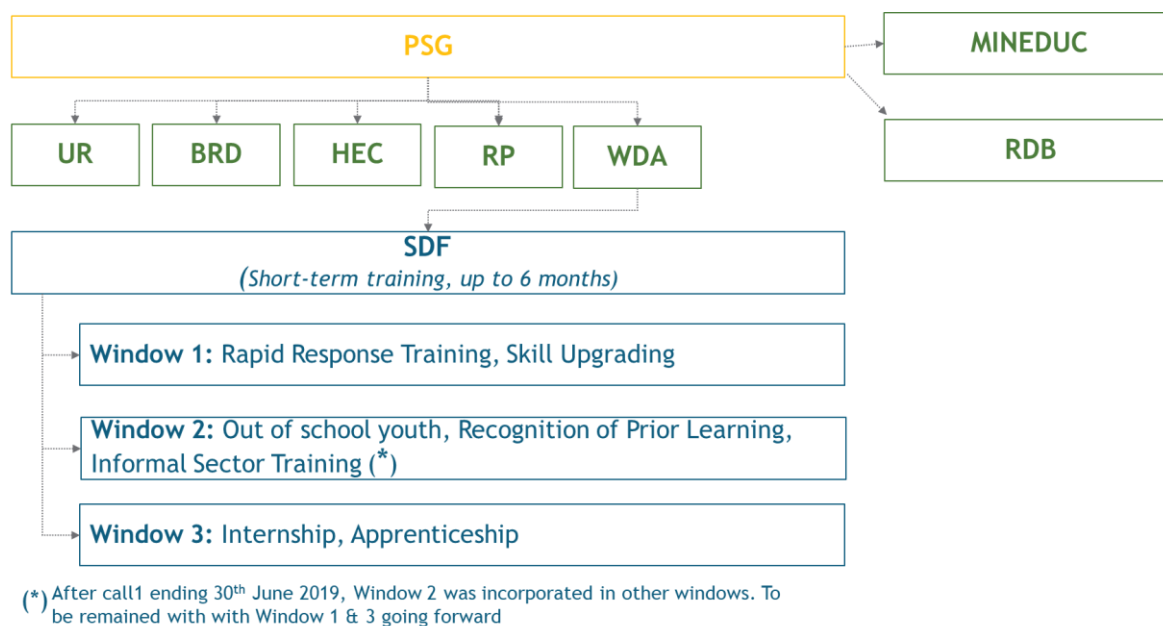 PSG
MINEDUC
UR
BRD
HEC
RP
WDA
RDB
SDF
(Short-term training, up to 6 months)
Window 1: Rapid Response Training, Skill Upgrading
Window 2: Out of school youth, Recognition of Prior Learning,
Informal Sector Training (*)
Window 3: Internship, Apprenticeship
(*) After call1 ending 30th June 2019, Window 2 was incorporated in other windows. To
be remained with with Window 1 & 3 going forward